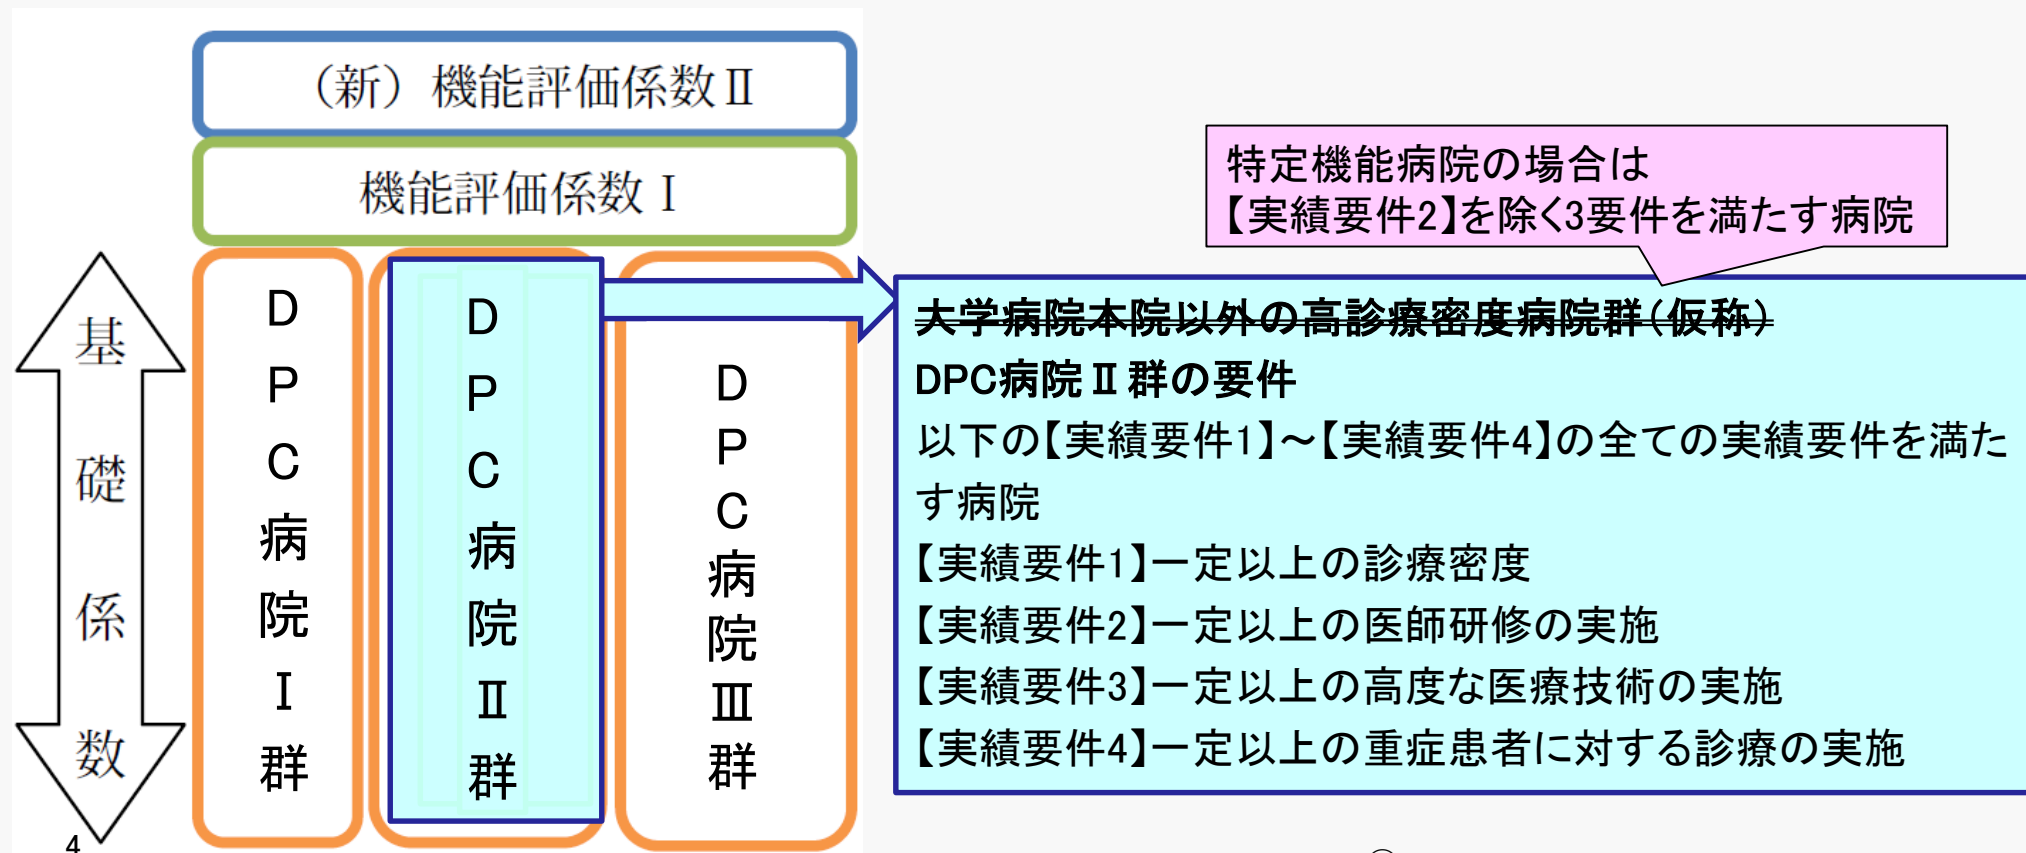 （新）機能評価係数Ⅱ
機能評価係数Ⅰ
基礎係数
DPC病院Ⅰ群
DPC病院Ⅱ群
DPC病院Ⅲ群
特定機能病院の場合は
【実績要件2】を除く3要件を満たす病院
大学病院本院以外の高診療密度病院群（仮称）
DPC病院Ⅱ群の要件
以下の【実績要件1】～【実績要件4】の全ての実績要件を満た
す病院
【実績要件1】一定以上の診療密度
【実績要件2】一定以上の医師研修の実施
【実績要件3】一定以上の高度な医療技術の実施
【実績要件4】一定以上の重症患者に対する診療の実施
4